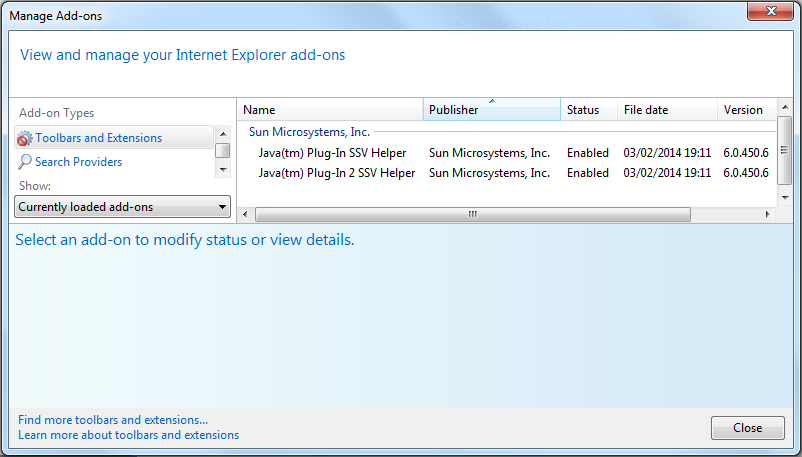 Manage Add-ons
View and manage your Internet Explorer add-ons
Add-on Types
Toolbars and Extensions
Search Providers
Show:
Currently loaded add-ons
Name Publisher Status File date Version
Sun Microsystems, Inc.
Java(tm) Plug-In SSV Helper Sun Microsystems, Inc. Enabled 03/02/2014 19:11 6.0.450.6
Java(tm) Plug-In 2 SSV Helper Sun Microsystems, Inc. Enabled 03/02/2014 19:11 6.0.450.6
Select an add-on to modify status or view details.
Find more toolbars and extensions...
Learn more about toolbars and extensions
Close